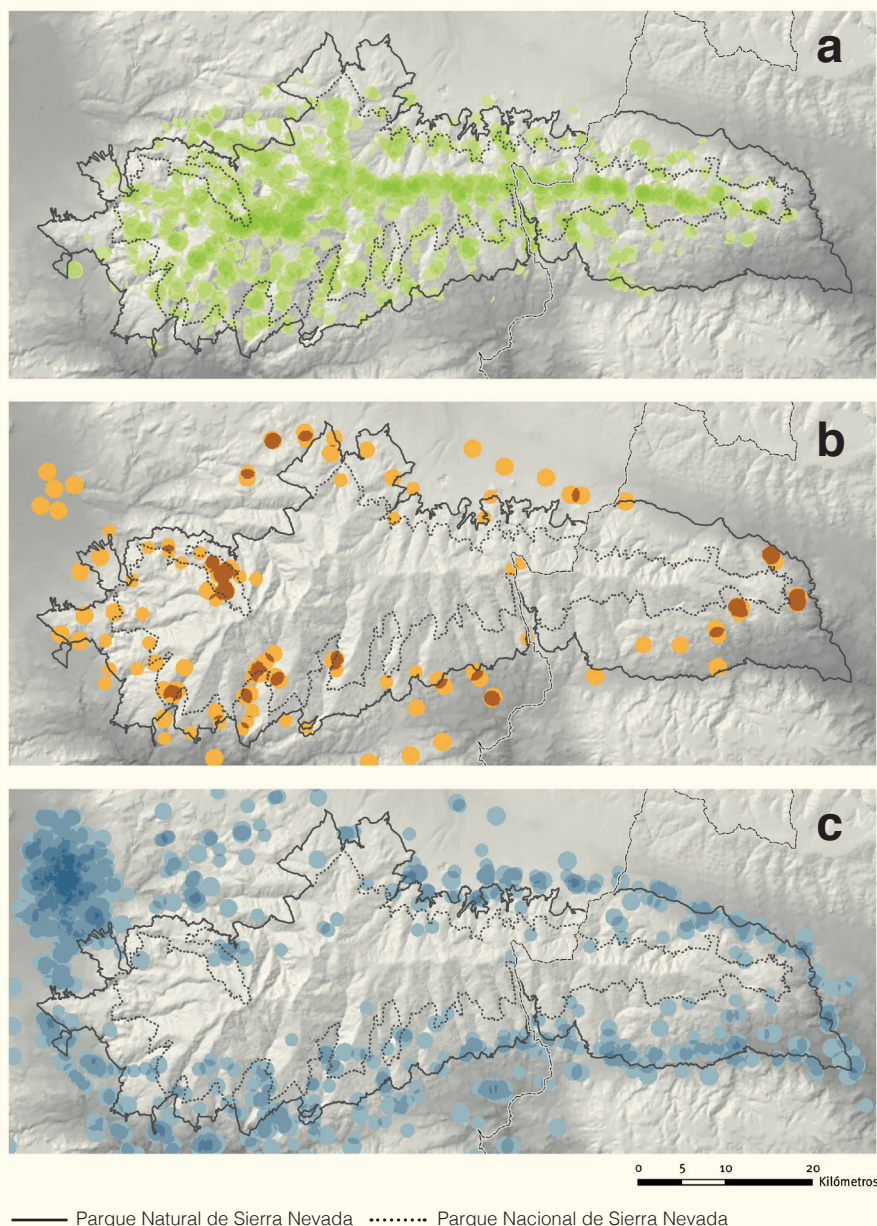 a
b
c
0 5 10 20
Kilómetros
Parque Natural de Sierra Nevada Parque Nacional de Sierra Nevada